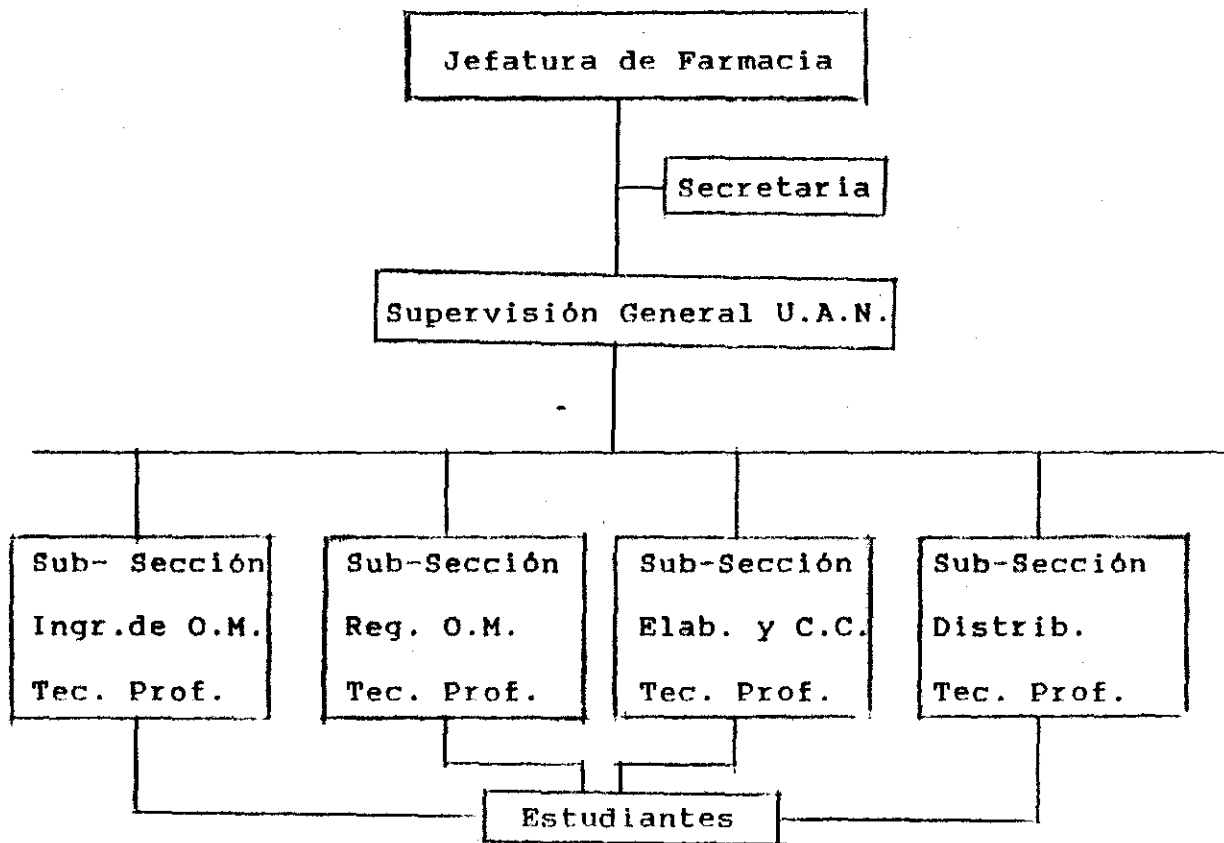 Jefatura de Farmacia
Secretaria
Supervisión General U.A.N.
Sub- Sección
Ingr.de O.M.
Tec. Prof.
Sub-Sección
Reg. O.M.
Tec. Prof.
Sub-Sección
Elab. y C.C.
Tec. Prof.
Sub-Sección
Distrib.
Tec. Prof.
Estudiantes